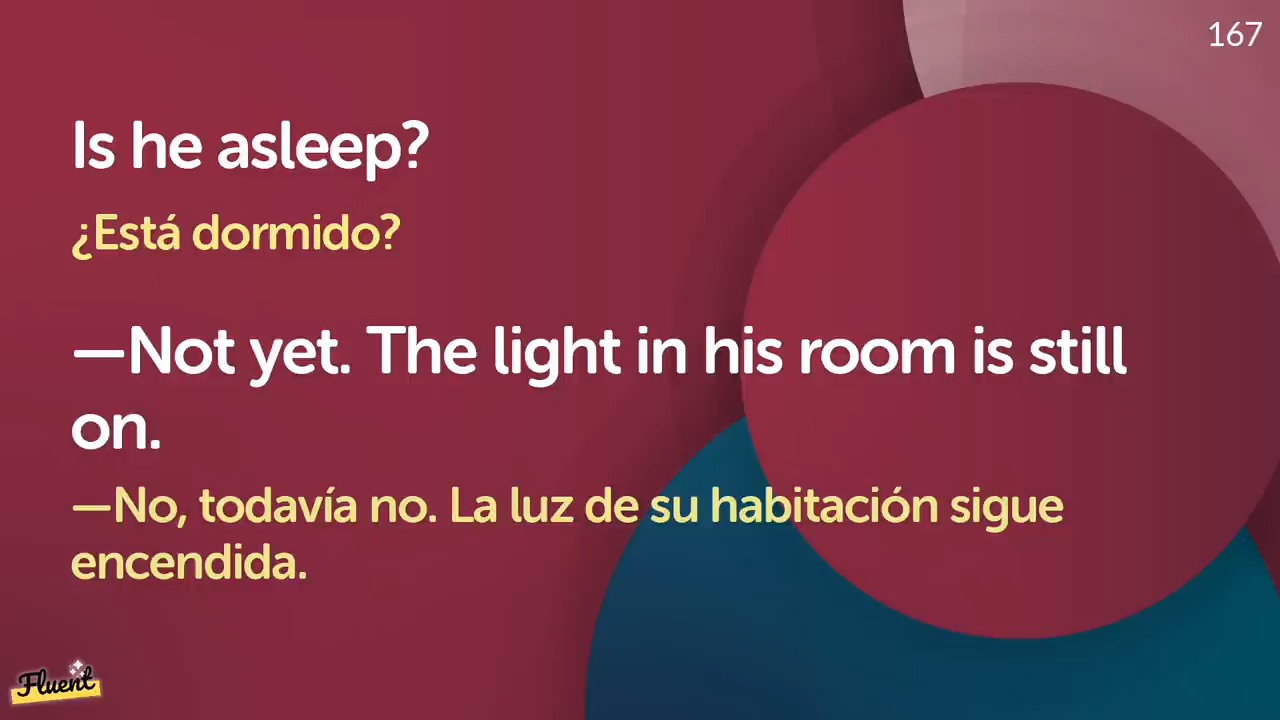 167
Is he asleep?
¿Está dormido?
—Not yet. The light in his room is still
on.
—No, todavía no. La luz de su habitación sigue
encendida.
Fluent